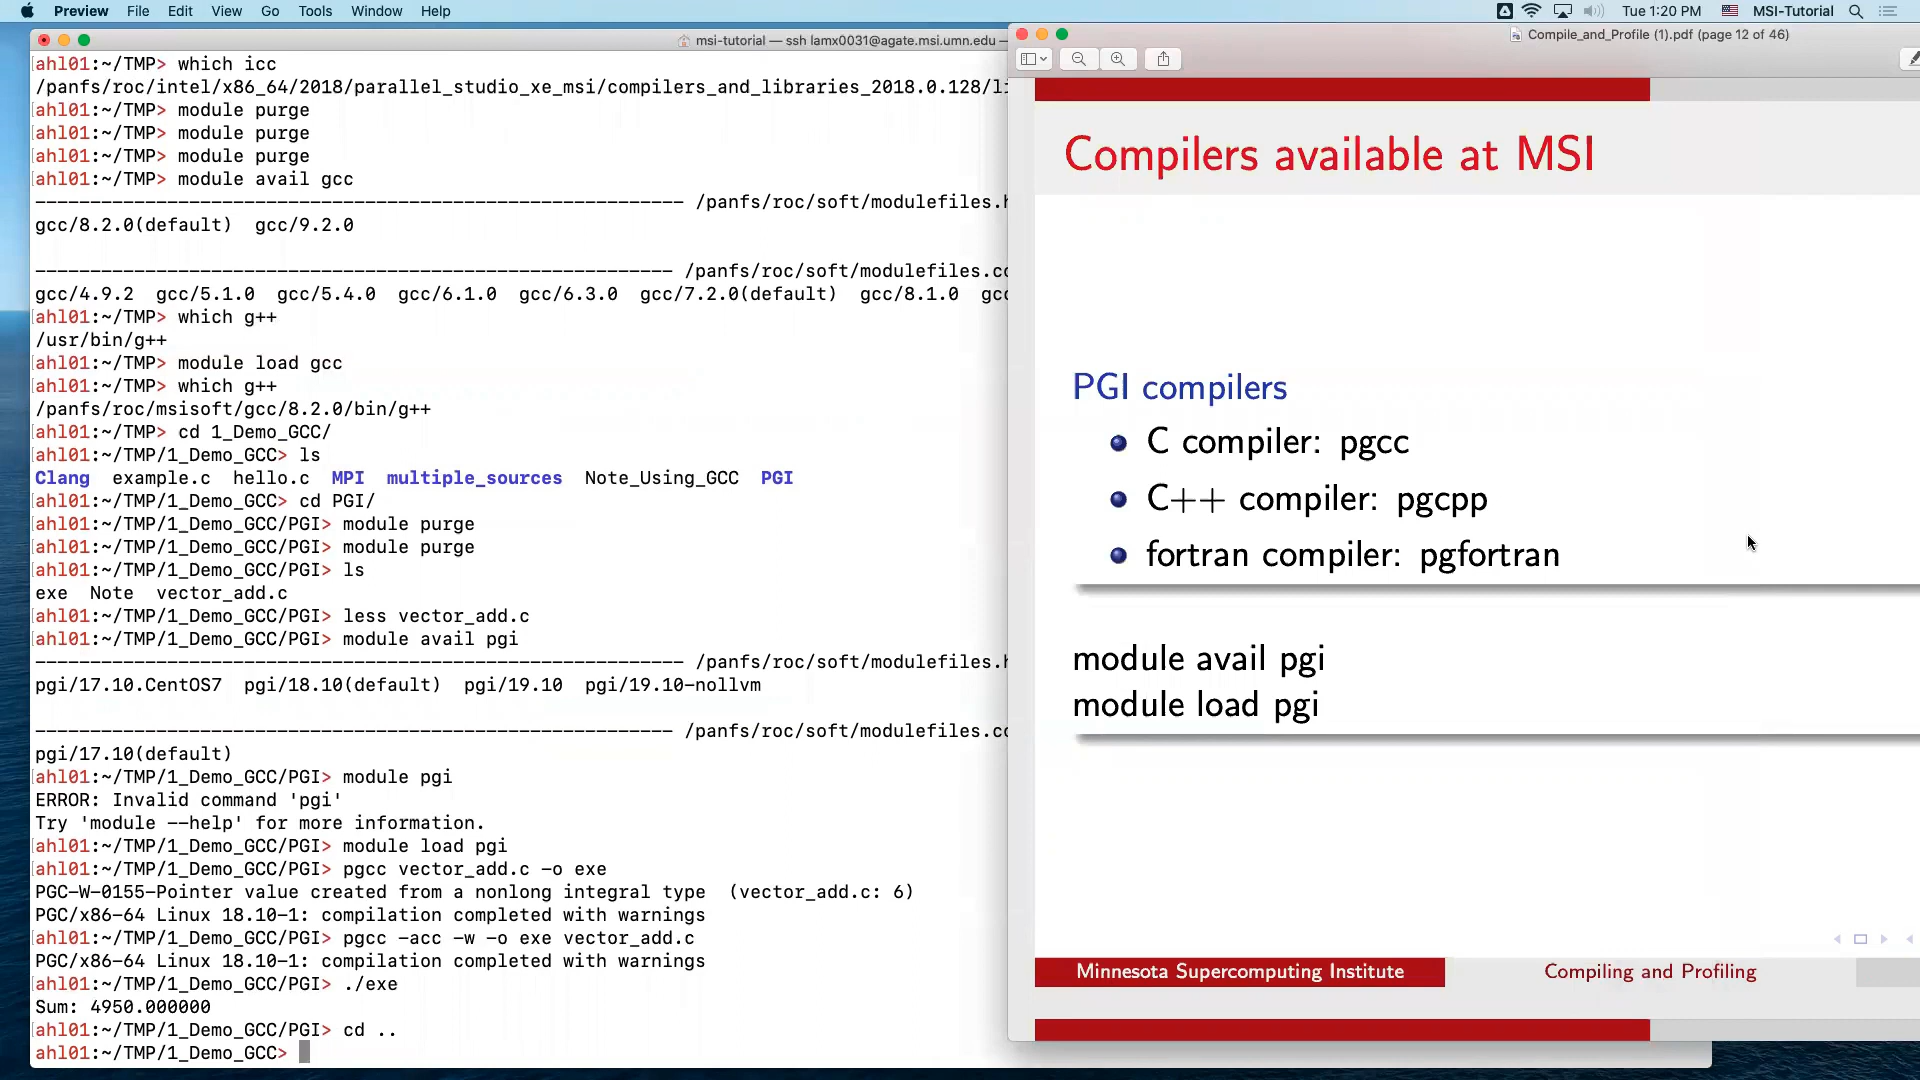 Preview File Edit View Go Tools Window Help Tue 1:20 PM MSI-Tutorial
msi-tutorial — ssh lamx0031@agate.msi.umn.edu —
ahl01:~/TMP> which icc
/panfs/roc/intel/x86_64/2018/parallel_studio_xe_msi/compilers_and_libraries_2018.0.128/li
ahl01:~/TMP> module purge
ahl01:~/TMP> module purge
ahl01:~/TMP> module purge
ahl01:~/TMP> module avail gcc
----------------------------------------------------------- /panfs/roc/soft/modulefiles.h
gcc/8.2.0(default)  gcc/9.2.0
---------------------------------------------------------- /panfs/roc/soft/modulefiles.co
gcc/4.9.2  gcc/5.1.0  gcc/5.4.0  gcc/6.1.0  gcc/6.3.0  gcc/7.2.0(default)  gcc/8.1.0  gcc
ahl01:~/TMP> which g++
/usr/bin/g++
ahl01:~/TMP> module load gcc
ahl01:~/TMP> which g++
/panfs/roc/msisoft/gcc/8.2.0/bin/g++
ahl01:~/TMP> cd 1_Demo_GCC/
ahl01:~/TMP/1_Demo_GCC> ls
Clang  example.c  hello.c  MPI  multiple_sources  Note_Using_GCC  PGI
ahl01:~/TMP/1_Demo_GCC> cd PGI/
ahl01:~/TMP/1_Demo_GCC/PGI> module purge
ahl01:~/TMP/1_Demo_GCC/PGI> module purge
ahl01:~/TMP/1_Demo_GCC/PGI> ls
exe  Note  vector_add.c
ahl01:~/TMP/1_Demo_GCC/PGI> less vector_add.c
ahl01:~/TMP/1_Demo_GCC/PGI> module avail pgi
----------------------------------------------------------- /panfs/roc/soft/modulefiles.h
pgi/17.10.CentOS7  pgi/18.10(default)  pgi/19.10  pgi/19.10-nollvm
---------------------------------------------------------- /panfs/roc/soft/modulefiles.co
pgi/17.10(default)
ahl01:~/TMP/1_Demo_GCC/PGI> module pgi
ERROR: Invalid command 'pgi'
Try 'module --help' for more information.
ahl01:~/TMP/1_Demo_GCC/PGI> module load pgi
ahl01:~/TMP/1_Demo_GCC/PGI> pgcc vector_add.c -o exe
PGC-W-0155-Pointer value created from a nonlong integral type  (vector_add.c: 6)
PGC/x86-64 Linux 18.10-1: compilation completed with warnings
ahl01:~/TMP/1_Demo_GCC/PGI> pgcc -acc -w -o exe vector_add.c
PGC/x86-64 Linux 18.10-1: compilation completed with warnings
ahl01:~/TMP/1_Demo_GCC/PGI> ./exe
Sum: 4950.000000
ahl01:~/TMP/1_Demo_GCC/PGI> cd ..
ahl01:~/TMP/1_Demo_GCC>
Compile_and_Profile (1).pdf (page 12 of 46)
Compilers available at MSI
PGI compilers
C compiler: pgcc
C++ compiler: pgcpp
fortran compiler: pgfortran
module avail pgi
module load pgi
Minnesota Supercomputing Institute
Compiling and Profiling